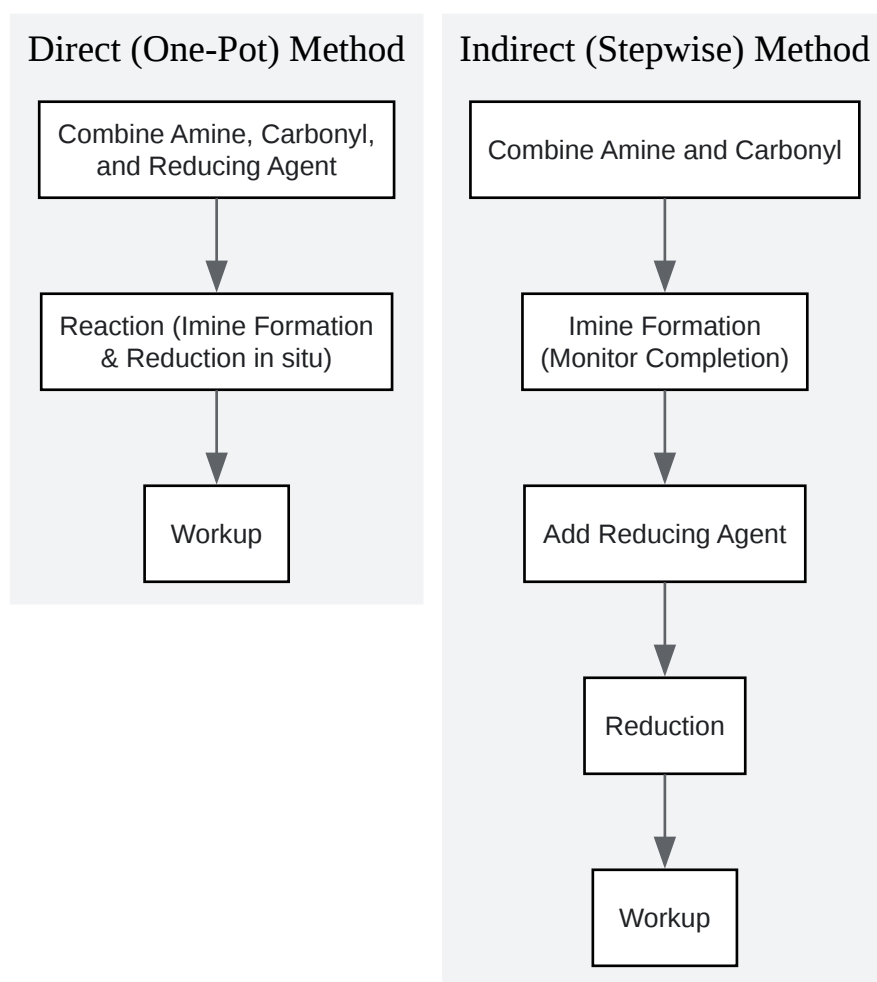 Direct (One-Pot) Method
Combine Amine, Carbonyl,
and Reducing Agent
Reaction (Imine Formation
& Reduction in situ)
Workup
Indirect (Stepwise) Method
Combine Amine and Carbonyl
Imine Formation
(Monitor Completion)
Add Reducing Agent
Reduction
Workup